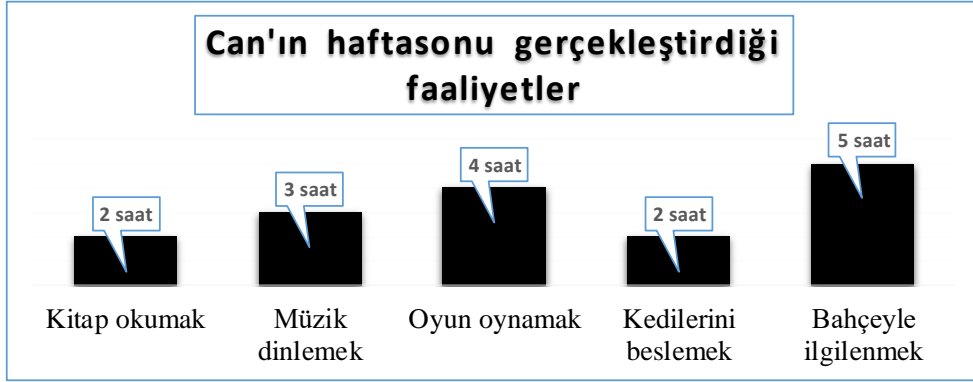 Can'ın haftasonu gerçekleştirdiği
faaliyetler
2 saat
3 saat
4 saat
2 saat
5 saat
Kitap okumak
Müzik
dinlemek
Oyun oynamak
Kedilerini
beslemek
Bahçeyle
ilgilenmek